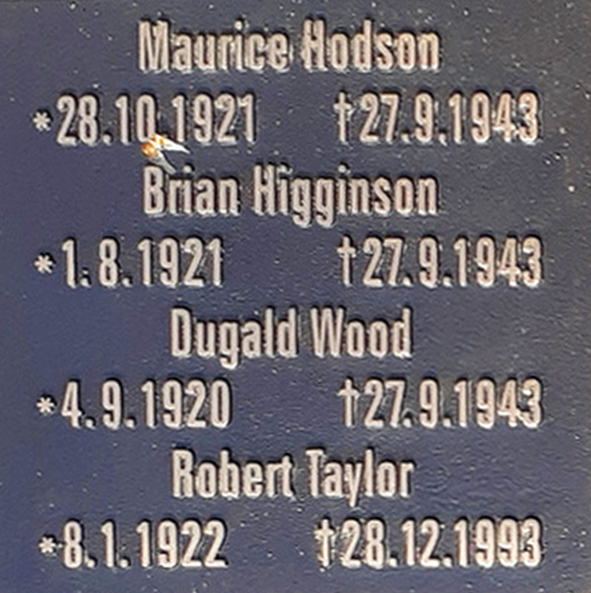 Maurice Hodson
*28.10.1921 †27.9.1943
Brian Higginson
*1.8.1921 †27.9.1943
Dugald Wood
*4.9.1920 †27.9.1943
Robert Taylor
*8.1.1922 †28.12.1993